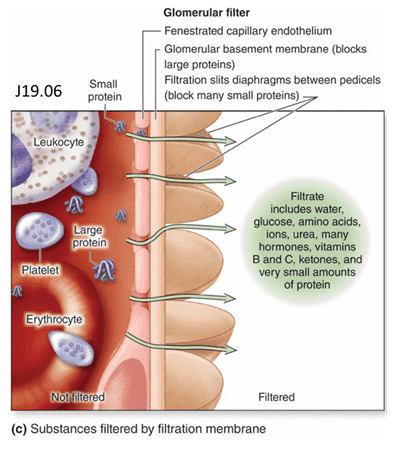 Glomerular filter
Fenestrated capillary endothelium
Glomerular basement membrane (blocks
large proteins)
Filtration slits diaphragms between pedicels
(block many small proteins)
J19.06
Small
protein
Leukocyte
Large
protein
Platelet
Erythrocyte
Filtrate
includes water,
glucose, amino acids,
ions, urea, many
hormones, vitamins
B and C, ketones, and
very small amounts
of protein
Not filtered
Filtered
(c) Substances filtered by filtration membrane